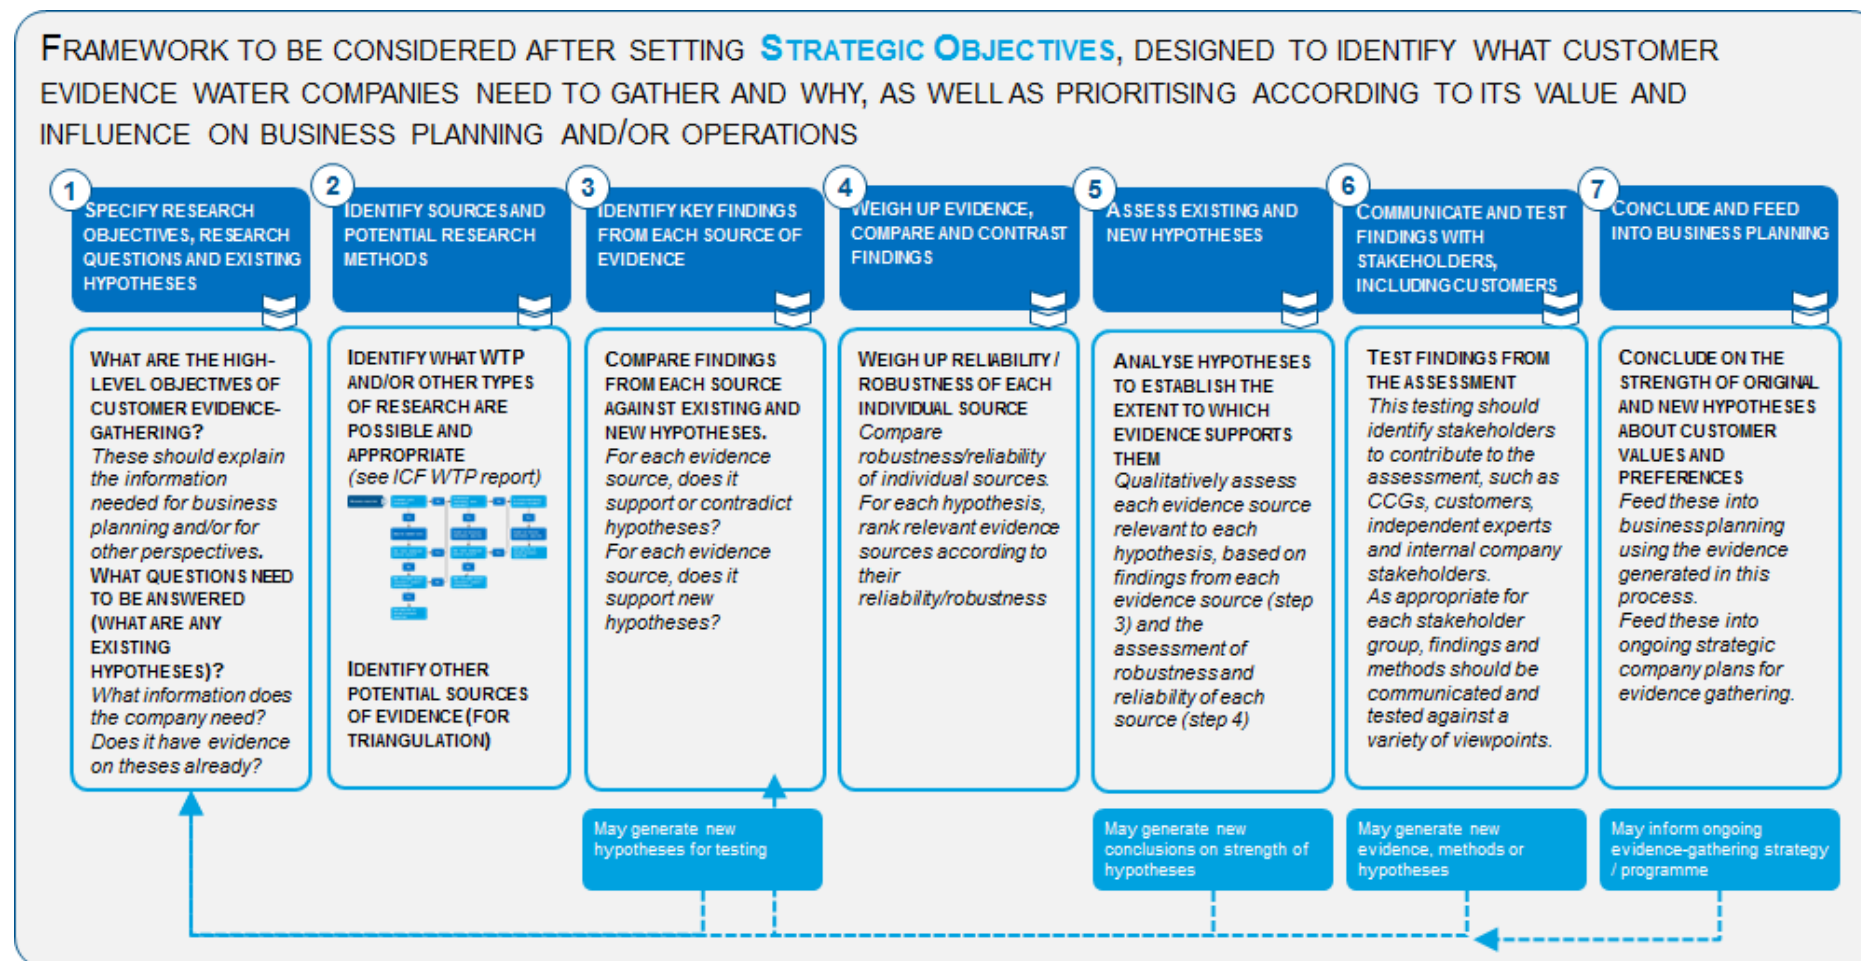 FRAMEWORK TO BE CONSIDERED AFTER SETTING STRATEGIC OBJECTIVES, DESIGNED TO IDENTIFY WHAT CUSTOMER
EVIDENCE WATER COMPANIES NEED TO GATHER AND WHY, AS WELL AS PRIORITISING ACCORDING TO ITS VALUE AND
INFLUENCE ON BUSINESS PLANNING AND/OR OPERATIONS
1
SPECIFY RESEARCH
OBJECTIVES, RESEARCH
QUESTIONS AND EXISTING
HYPOTHESES
WHAT ARE THE HIGH-
LEVEL OBJECTIVES OF
CUSTOMER EVIDENCE-
GATHERING?
These should explain
the information
needed for business
planning and/or for
other perspectives.
WHAT QUESTIONS NEED
TO BE ANSWERED
(WHAT ARE ANY
EXISTING
HYPOTHESES)?
What information does
the company need?
Does it have evidence
on theses already?
2
IDENTIFY SOURCES AND
POTENTIAL RESEARCH
METHODS
IDENTIFY WHAT WTP
AND/OR OTHER TYPES
OF RESEARCH ARE
POSSIBLE AND
APPROPRIATE
(see ICF WTP report)
IDENTIFY OTHER
POTENTIAL SOURCES
OF EVIDENCE (FOR
TRIANGULATION)
3
IDENTIFY KEY FINDINGS
FROM EACH SOURCE OF
EVIDENCE
COMPARE FINDINGS
FROM EACH SOURCE
AGAINST EXISTING AND
NEW HYPOTHESES.
For each evidence
source, does it
support or contradict
hypotheses?
For each evidence
source, does it
support new
hypotheses?
May generate new
hypotheses for testing
4
WEIGH UP EVIDENCE,
COMPARE AND CONTRAST
FINDINGS
WEIGH UP RELIABILITY /
ROBUSTNESS OF EACH
INDIVIDUAL SOURCE
Compare
robustness/reliability
of individual sources.
For each hypothesis,
rank relevant evidence
sources according to
their
reliability/robustness
5
ASSESS EXISTING AND
NEW HYPOTHESES
ANALYSE HYPOTHESES
TO ESTABLISH THE
EXTENT TO WHICH
EVIDENCE SUPPORTS
THEM
Qualitatively assess
each evidence source
relevant to each
hypothesis, based on
findings from each
evidence source (step
3) and the
assessment of
robustness and
reliability of each
source (step 4)
May generate new
conclusions on strength of
hypotheses
6
COMMUNICATE AND TEST
FINDINGS WITH
STAKEHOLDERS,
INCLUDING CUSTOMERS
TEST FINDINGS FROM
THE ASSESSMENT
This testing should
identify stakeholders
to contribute to the
assessment, such as
CCGs, customers,
independent experts
and internal company
stakeholders.
As appropriate for
each stakeholder
group, findings and
methods should be
communicated and
tested against a
variety of viewpoints.
May generate new
evidence, methods or
hypotheses
7
CONCLUDE AND FEED
INTO BUSINESS PLANNING
CONCLUDE ON THE
STRENGTH OF ORIGINAL
AND NEW HYPOTHESES
ABOUT CUSTOMER
VALUES AND
PREFERENCES
Feed these into
business planning
using the evidence
generated in this
process.
Feed these into
ongoing strategic
company plans for
evidence gathering.
May inform ongoing
evidence-gathering strategy
/ programme